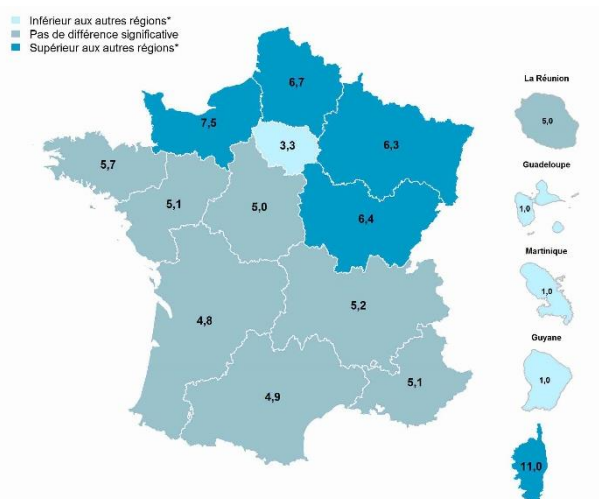 Inférieur aux autres régions*
Pas de différence significative
Supérieur aux autres régions*
6,7
7,5
3,3
6,3
5,7
5,1
5,0
6,4
4,8
5,2
4,9
5,1
La Réunion
5,0
Guadeloupe
1,0
Martinique
1,0
Guyane
1,0
11,0